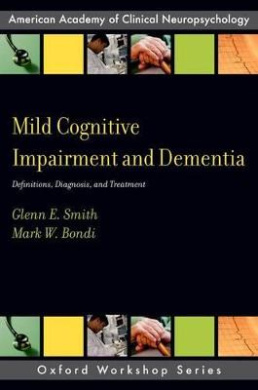 American Academy of Clinical Neuropsychology
Mild Cognitive
Impairment and Dementia
Definitions, Diagnosis, and Treatment
Glenn E. Smith
Mark W. Bondi
Oxford Workshop Series